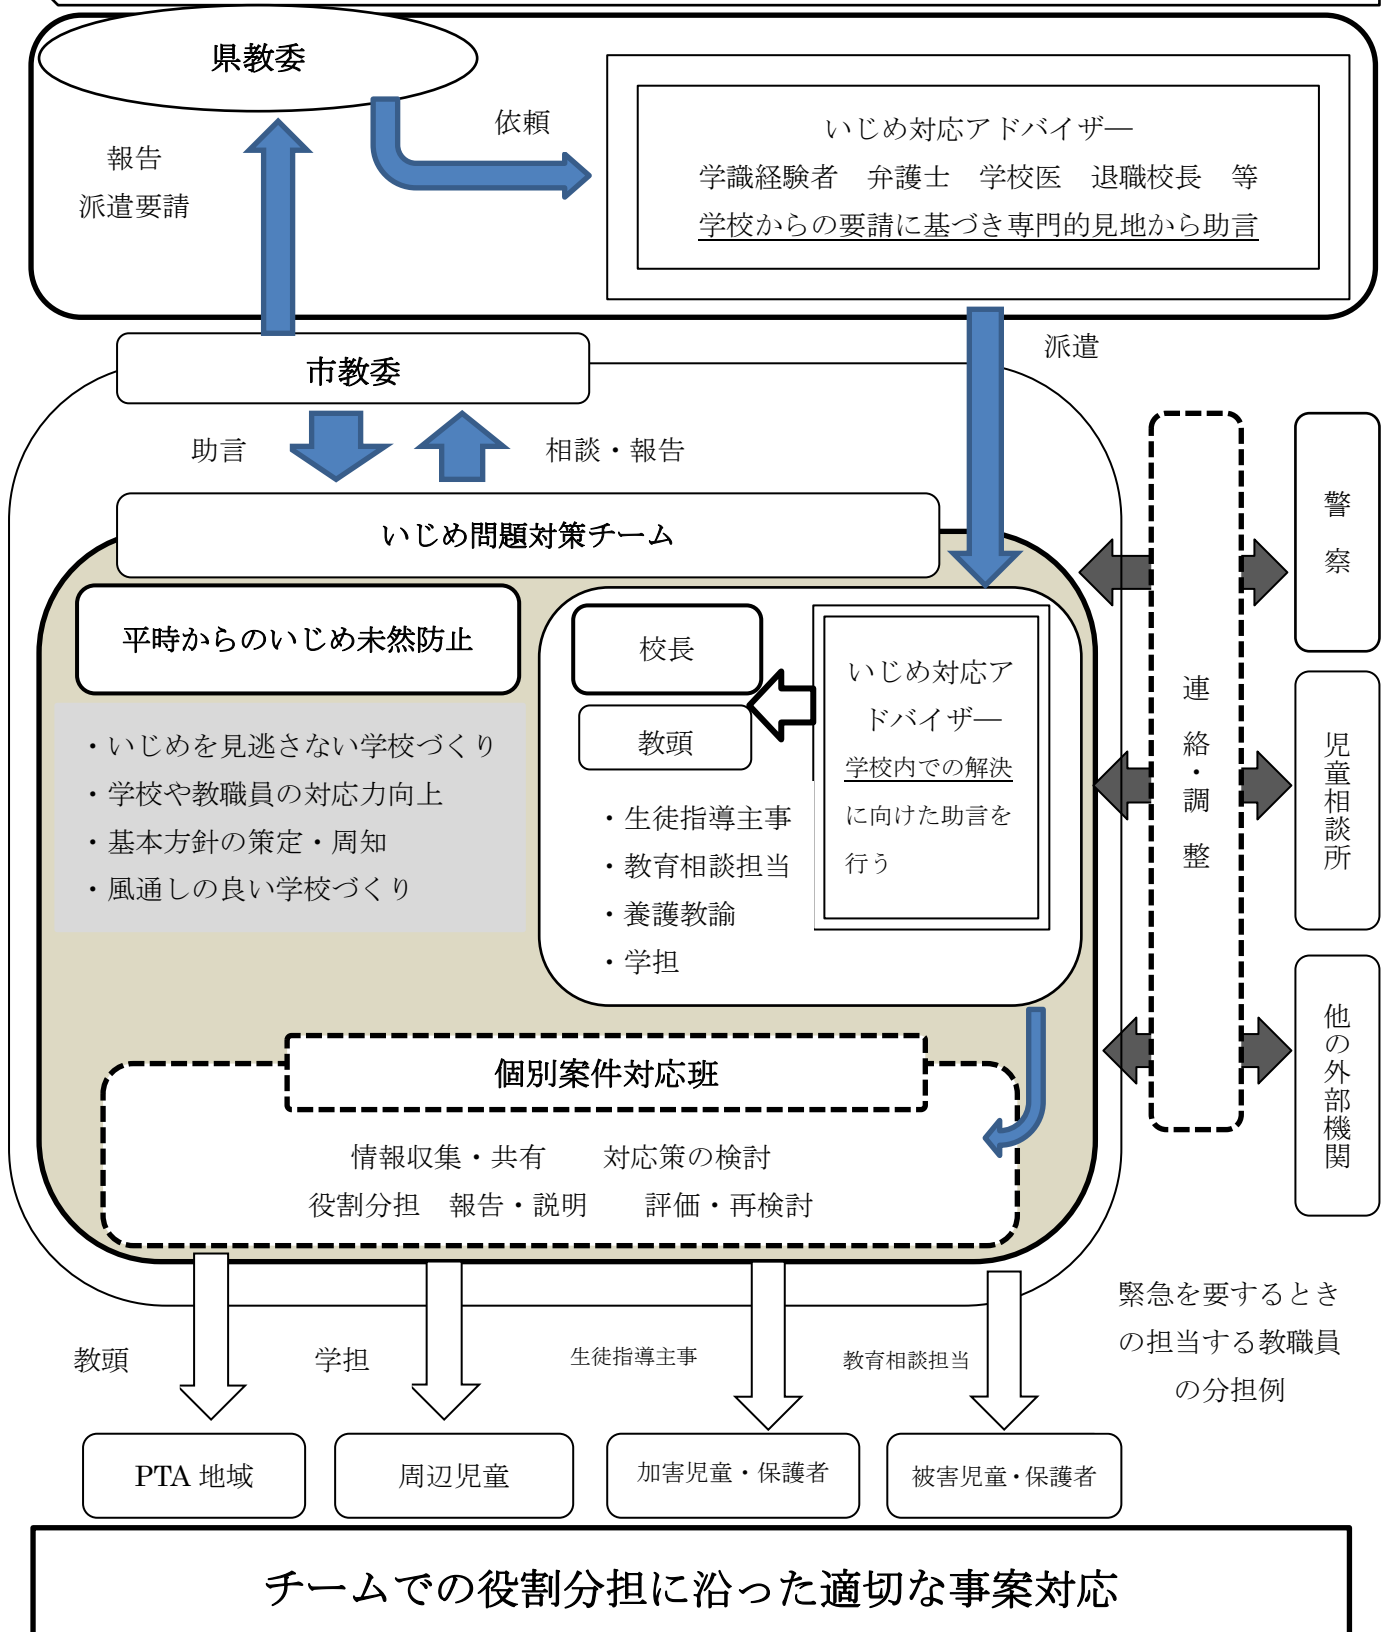 県教委
依頼
報告
派遣要請
いじめ対応アドバイザ―
学識経験者　弁護士　学校医　退職校長　等
学校からの要請に基づき専門的見地から助言
派遣
市教委
助言
相談・報告
いじめ問題対策チーム
平時からのいじめ未然防止
・いじめを見逃さない学校づくり
・学校や教職員の対応力向上
・基本方針の策定・周知
・風通しの良い学校づくり
校長
教頭
・生徒指導主事
・教育相談担当
・養護教諭
・学担
いじめ対応ア
ドバイザ―
学校内での解決
に向けた助言を
行う
連絡・調整
警察
児童相談所
他の外部機関
個別案件対応班
情報収集・共有　　対応策の検討
役割分担　報告・説明　　評価・再検討
緊急を要するとき
の担当する教職員
の分担例
教頭
学担
生徒指導主事
教育相談担当
PTA 地域
周辺児童
加害児童・保護者
被害児童・保護者
チームでの役割分担に沿った適切な事案対応